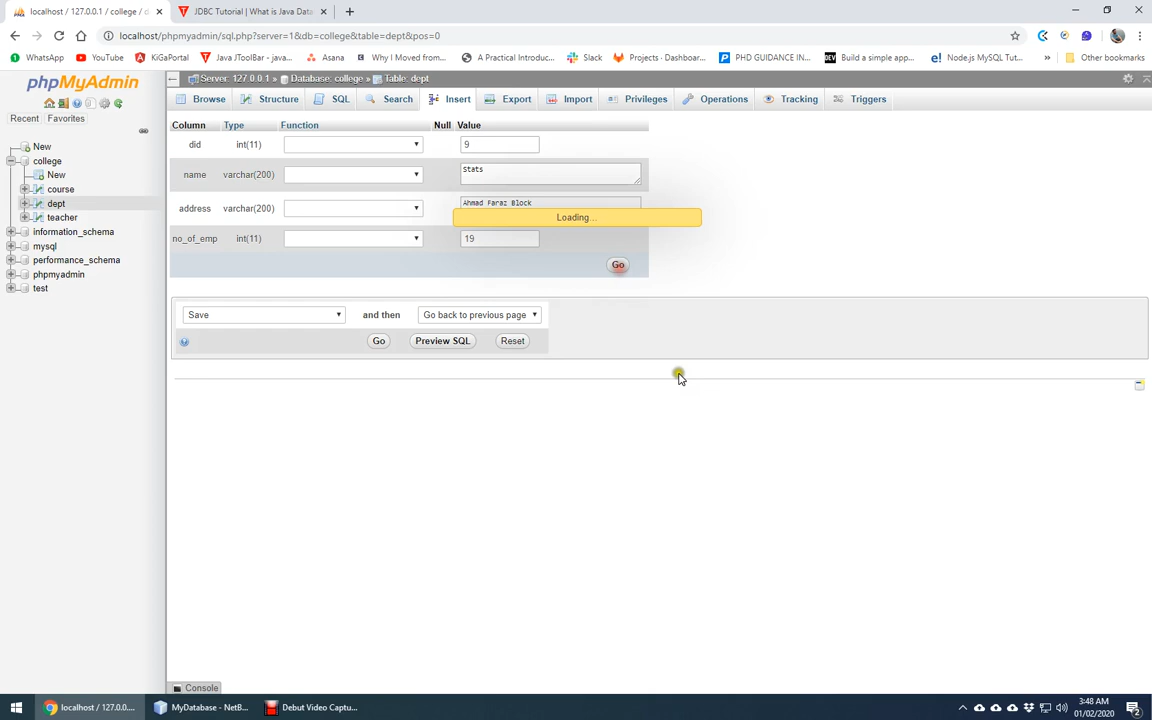 localhost / 127.0.0.1 / college / d
JDBC Tutorial | What is Java Data
localhost/phpmyadmin/sql.php?server=1&db=college&table=dept&pos=0
WhatsApp YouTube KiGaPortal Java JToolBar - java... Asana Why I Moved from... Slack A Practical Introduc... Projects · Dashboar... PHD GUIDANCE IN... Build a simple app... Node.js MySQL Tut... » Other bookmarks
phpMyAdmin
Recent Favorites
New
college
New
course
dept
teacher
information_schema
mysql
performance_schema
phpmyadmin
test
Server: 127.0.0.1 » Database: college » Table: dept
Browse Structure SQL Search Insert Export Import Privileges Operations Tracking Triggers
Column Type Function Null Value
did int(11) 9
name varchar(200) Stats
address varchar(200) Ahmad Faraz Block
Loading...
no_of_emp int(11) 19
Go
Save and then Go back to previous page
Go Preview SQL Reset
Console
localhost / 127.0.0.... MyDatabase - NetB... Debut Video Captu...
3:48 AM
01/02/2020
2